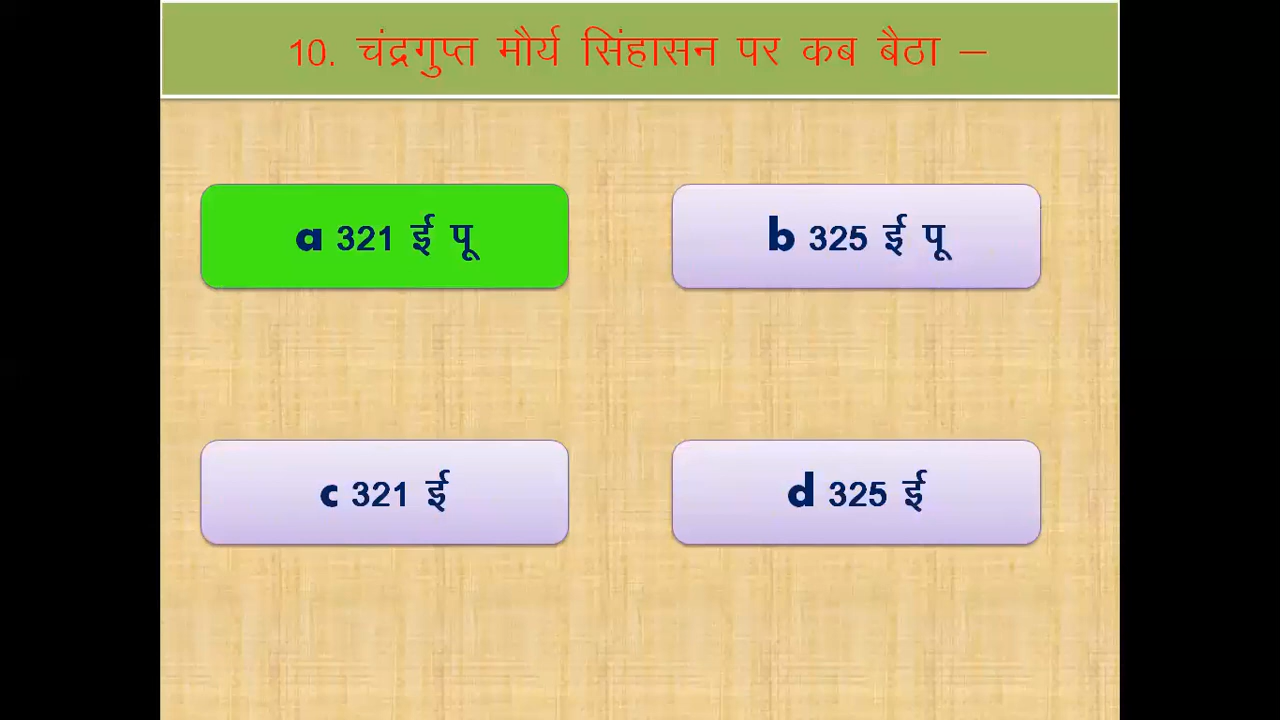 10. चंद्रगुप्त मौर्य सिंहासन पर कब बैठा –
a 321 ई पू
b 325 ई पू
c 321 ई
d 325 ई